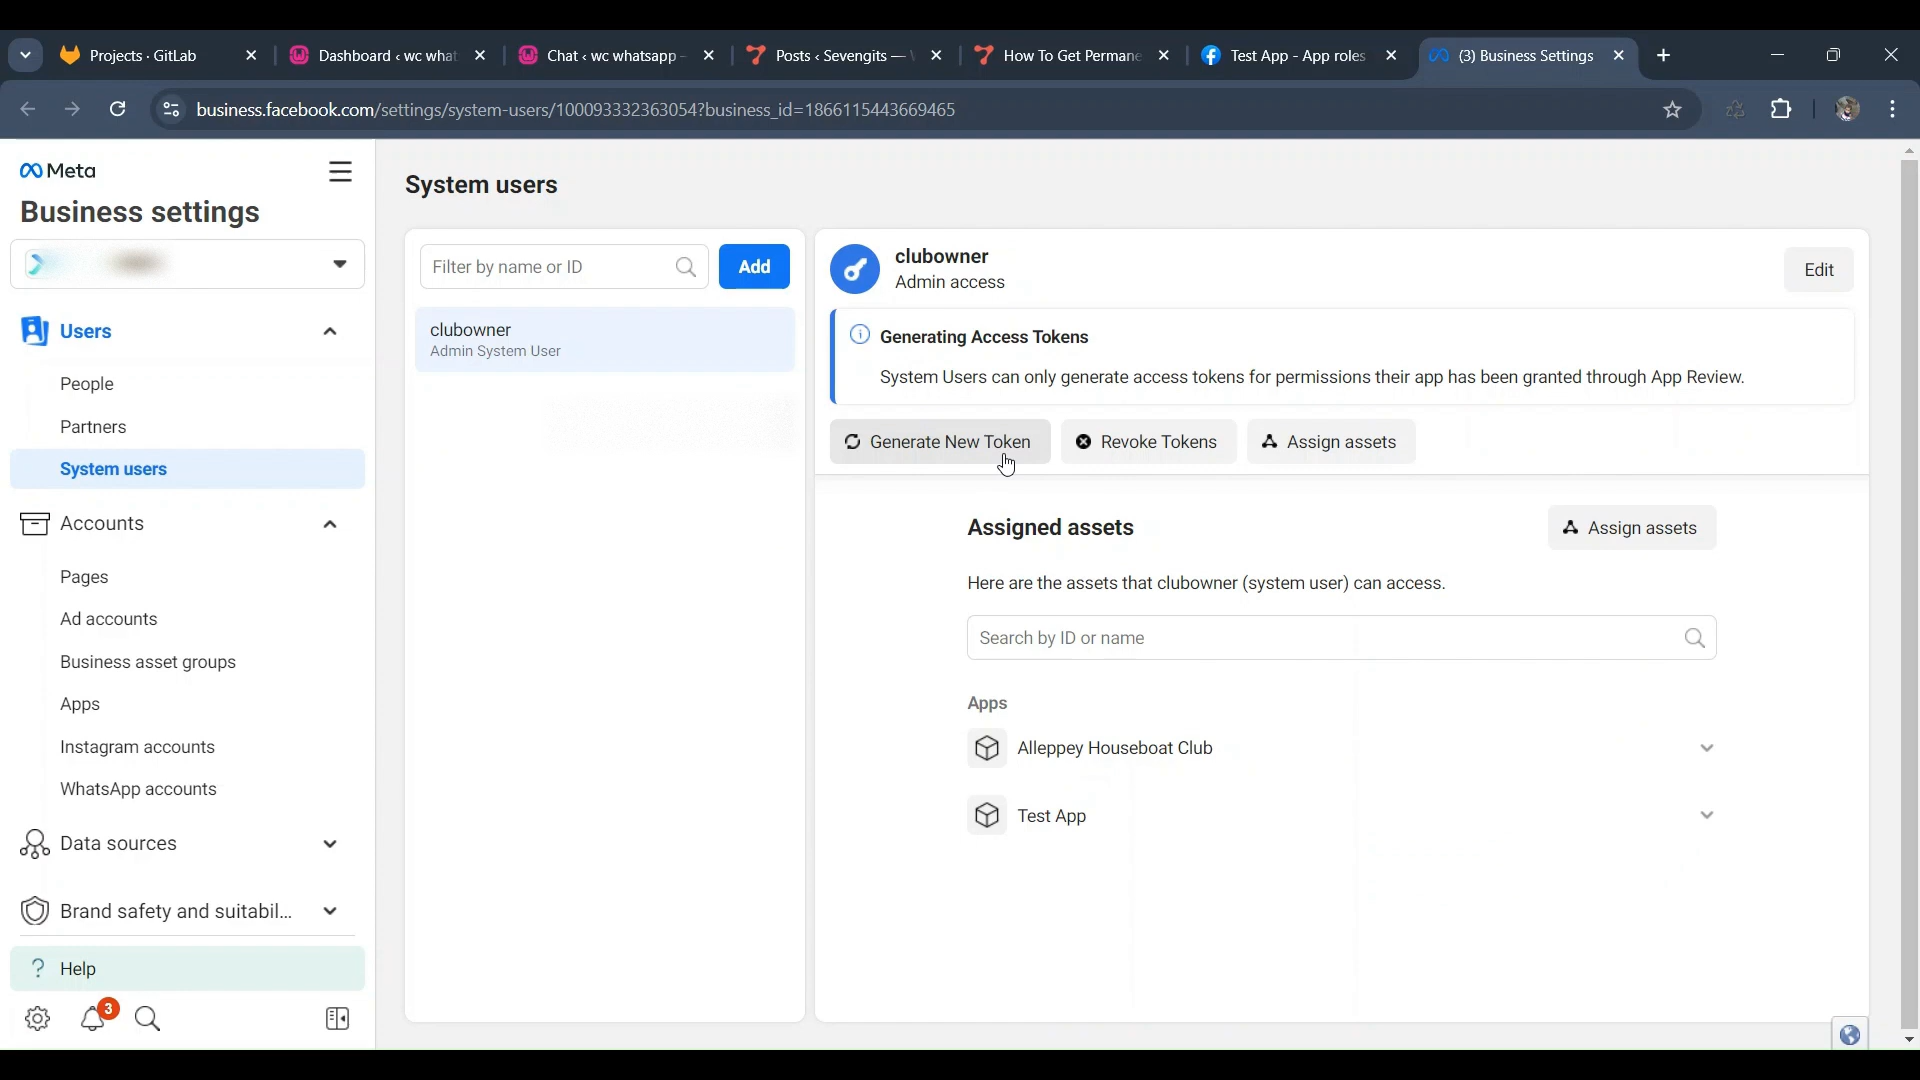 Projects · GitLab
Dashboard ‹ wc what
Chat ‹ wc whatsapp -
Posts ‹ Sevengits —
How To Get Permane
Test App - App roles
(3) Business Settings
business.facebook.com/settings/system-users/100093332363054?business_id=1866115443669465
Meta
Business settings
Users
People
Partners
System users
Accounts
Pages
Ad accounts
Business asset groups
Apps
Instagram accounts
WhatsApp accounts
Data sources
Brand safety and suitabil...
? Help
3
System users
Filter by name or ID
Add
clubowner
Admin System User
clubowner
Admin access
Edit
Generating Access Tokens
System Users can only generate access tokens for permissions their app has been granted through App Review.
Generate New Token
Revoke Tokens
Assign assets
Assigned assets
Assign assets
Here are the assets that clubowner (system user) can access.
Search by ID or name
Apps
Alleppey Houseboat Club
Test App